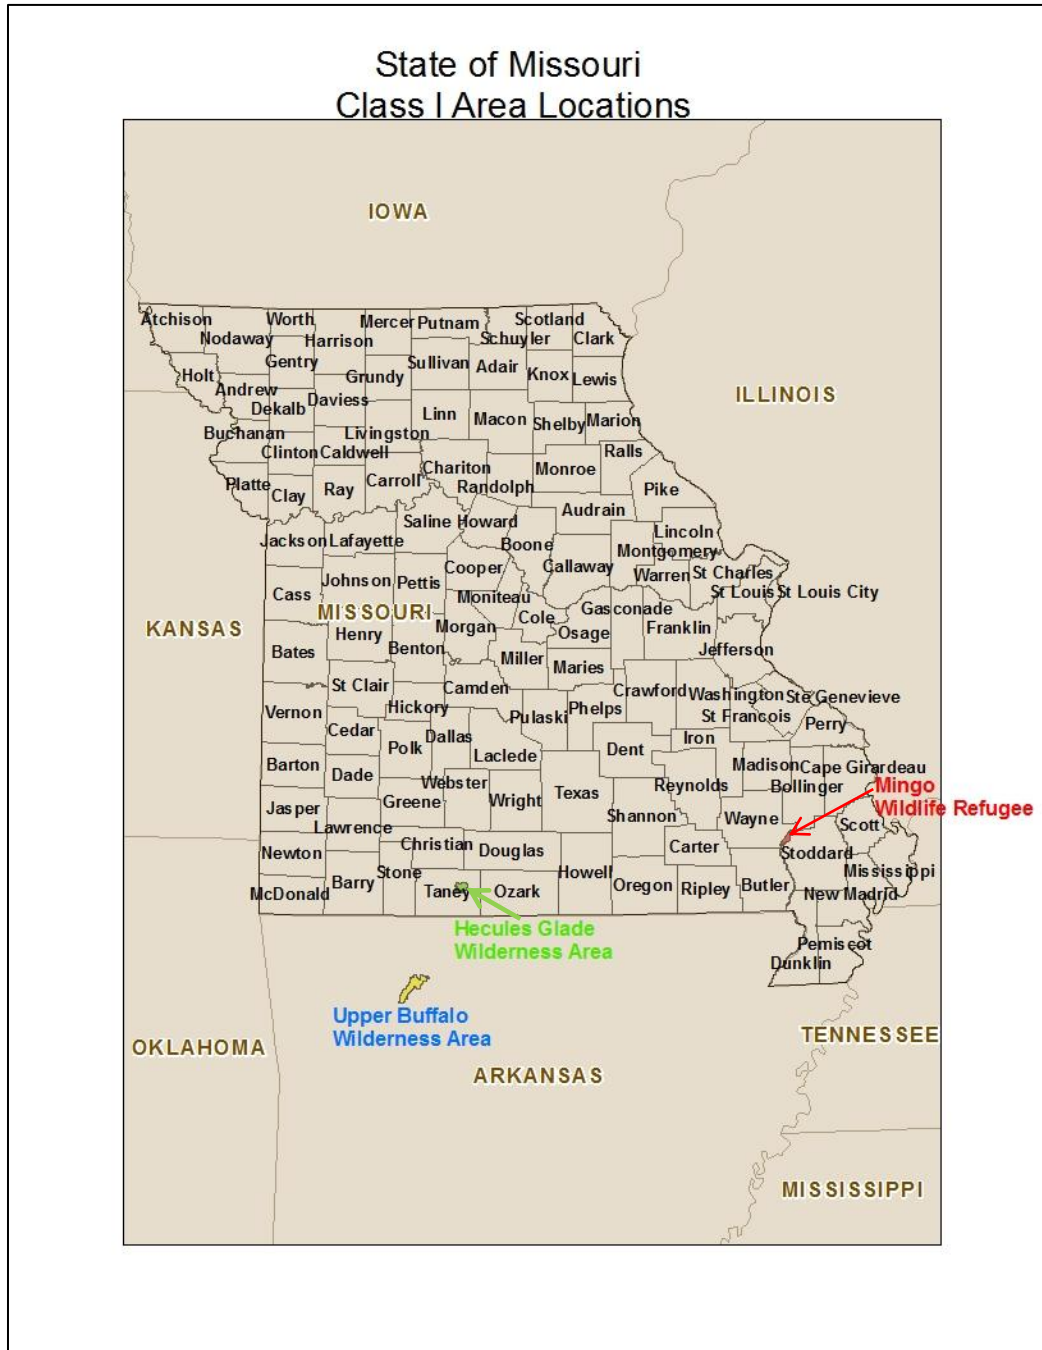 State of Missouri
Class I Area Locations
IOWA
Atchison
Nodaway
Worth
Harrison
Mercer
Putnam
Schuyler
Scotland
Clark
Holt
Andrew
Gentry
Grundy
Sullivan
Adair
Knox
Lewis
ILLINOIS
Dekalb
Daviess
Linn
Macon
Shelby
Marion
Buchanan
Clinton
Caldwell
Livingston
Chariton
Randolph
Monroe
Ralls
Platte
Clay
Ray
Carroll
Pike
Saline
Howard
Audrain
Lincoln
Jackson
Lafayette
Boone
Callaway
Montgomery
Warren
St Charles
Cass
Johnson
Pettis
Cooper
Moniteau
St Louis
St Louis City
KANSAS
MISSOURI
Henry
Morgan
Cole
Osage
Gasconade
Franklin
Bates
Benton
Miller
Maries
Jefferson
St Clair
Camden
Crawford
Washington
Ste Genevieve
Vernon
Hickory
Pulaski
Phelps
St Francois
Perry
Cedar
Polk
Dallas
Laclede
Dent
Iron
Barton
Dade
Webster
Wright
Texas
Reynolds
Madison
Cape Girardeau
Bollinger
Mingo
Wildlife Refugee
Jasper
Greene
Shannon
Wayne
Scott
Lawrence
Newton
Christian
Douglas
Carter
Stoddard
Mississippi
McDonald
Barry
Stone
Taney
Ozark
Howell
Oregon
Ripley
Butler
New Madrid
Hecules Glade
Wilderness Area
Pemiscot
Dunklin
Upper Buffalo
Wilderness Area
OKLAHOMA
ARKANSAS
TENNESSEE
MISSISSIPPI